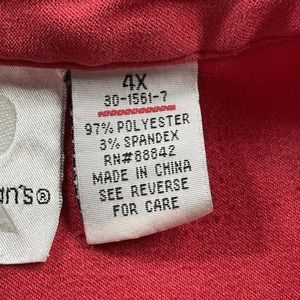 4X
30-1561-7
97% POLYESTER
3% SPANDEX
RN#88842
MADE IN CHINA
SEE REVERSE
FOR CARE